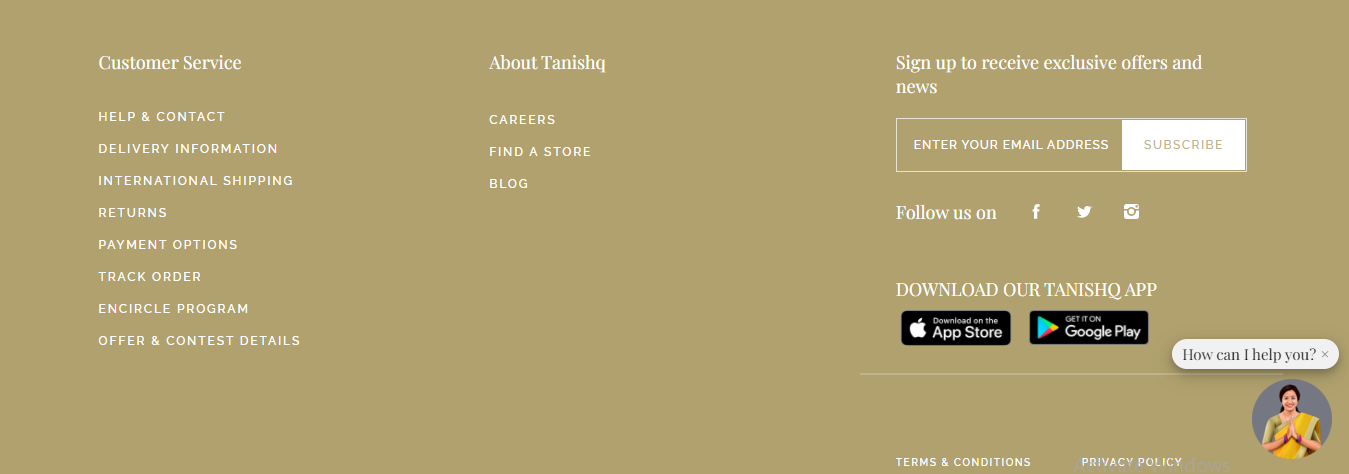 Customer Service
HELP & CONTACT
DELIVERY INFORMATION
INTERNATIONAL SHIPPING
RETURNS
PAYMENT OPTIONS
TRACK ORDER
ENCIRCLE PROGRAM
OFFER & CONTEST DETAILS
About Tanishq
CAREERS
FIND A STORE
BLOG
Sign up to receive exclusive offers and
news
ENTER YOUR EMAIL ADDRESS
SUBSCRIBE
Follow us on
DOWNLOAD OUR TANISHQ APP
Download on the
App Store
GET IT ON
Google Play
How can I help you? ×
TERMS & CONDITIONS
PRIVACY POLICY